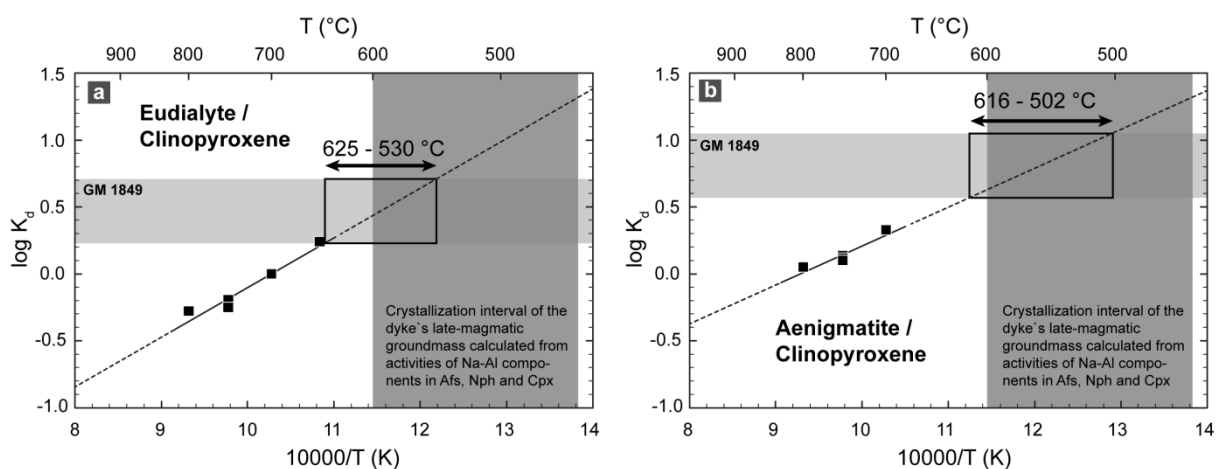 T (°C)
900 800 700 600 500
1.5
1.0
0.5
0.0
-0.5
-1.0
log K_d
a
Eudialyte /
Clinopyroxene
625 - 530 °C
GM 1849
Crystallization interval of the
dyke`s late-magmatic
groundmass calculated from
activities of Na-Al compo-
nents in Afs, Nph and Cpx
8 9 10 11 12 13 14
10000/T (K)
T (°C)
900 800 700 600 500
1.5
1.0
0.5
0.0
-0.5
-1.0
log K_d
b
616 - 502 °C
GM 1849
Aenigmatite /
Clinopyroxene
Crystallization interval of the
dyke`s late-magmatic
groundmass calculated from
activities of Na-Al compo-
nents in Afs, Nph and Cpx
8 9 10 11 12 13 14
10000/T (K)